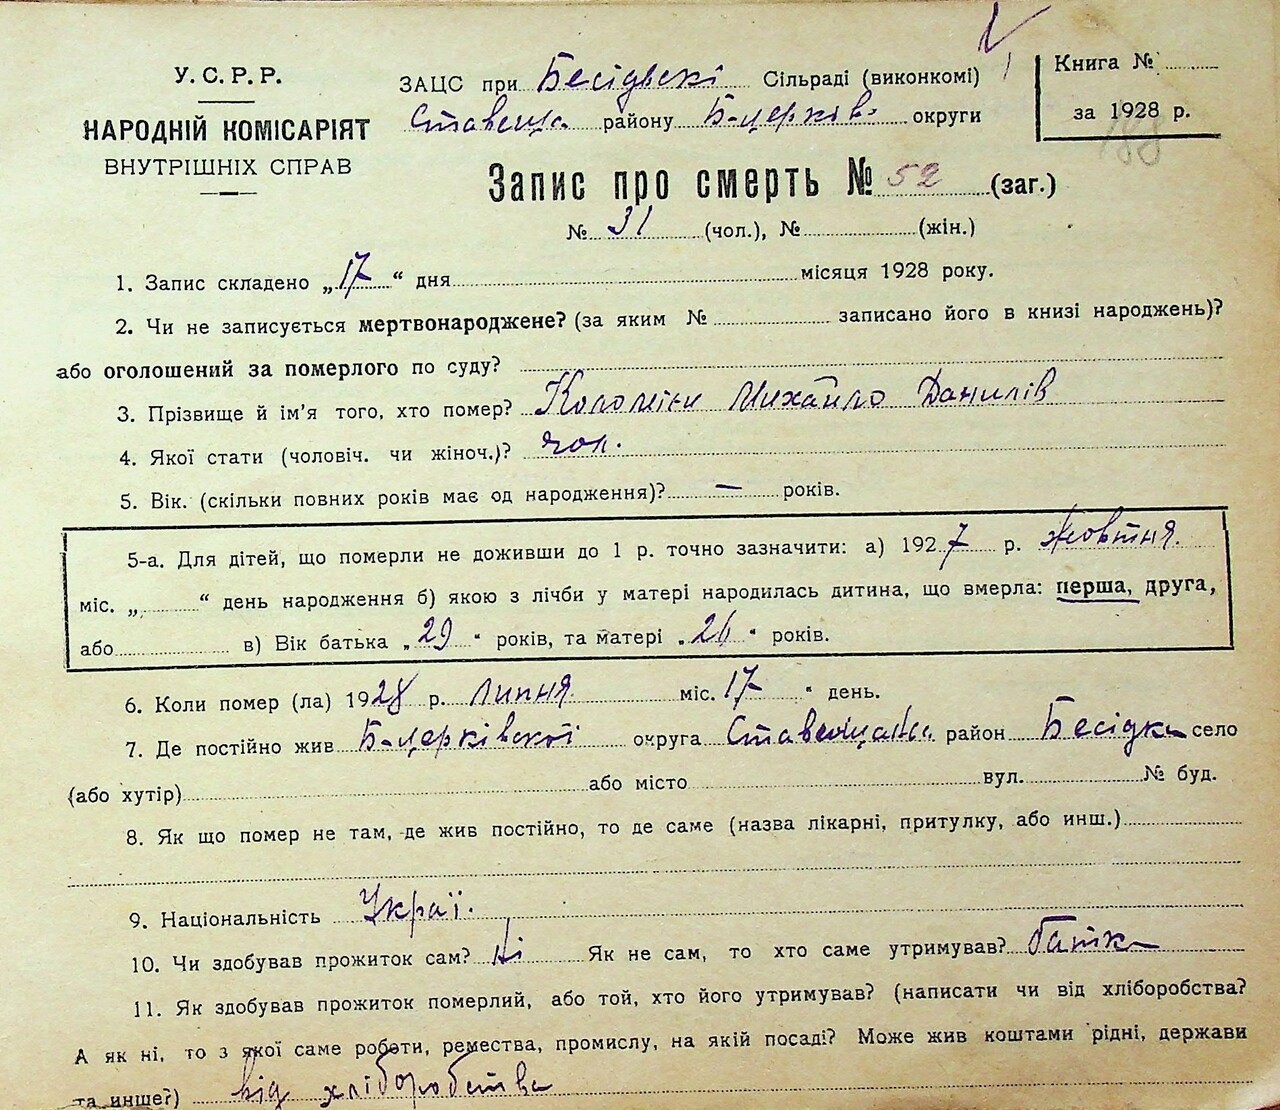 У. С. Р. Р.
НАРОДНІЙ КОМІСАРІЯТ
ВНУТРІШНІХ СПРАВ
ЗАЦС при Бесідвскі Сільраді (виконкомі)
Ставища району Б-церків. округи
Книга №
за 1928 р.
188
Запис про смерть № 52 (заг.)
№ 31 (чол.), № (жін.)
1. Запис складено „17“ дня місяця 1928 року.
2. Чи не записується мертвонароджене? (за яким № записано його в книзі народжень)?
або оголошений за померлого по суду?
3. Прізвище й ім'я того, хто помер? Михайло Данилів
4. Якої стати (чоловіч. чи жіноч.)? чол.
5. Вік. (скільки повних років має од народження)? — років.
5-а. Для дітей, що померли не доживши до 1 р. точно зазначити: а) 1927 р. жовтня.
міс. „ “ день народження б) якою з лічби у матері народилась дитина, що вмерла: перша, друга,
або в) Вік батька „29“ років, та матері „26“ років.
6. Коли помер (ла) 1928 р. липня міс. 17 “ день.
7. Де постійно жив Б-церківської округа район Бесідка село
(або хутір) або місто вул. № буд.
8. Як що помер не там, де жив постійно, то де саме (назва лікарні, притулку, або инш.)
9. Національність Украї.
10. Чи здобував прожиток сам? Ні Як не сам, то хто саме утримував? батько
11. Як здобував прожиток померлий, або той, хто його утримував? (написати чи від хліборобства?
А як ні, то з якої саме роботи, ремества, промислу, на якій посаді? Може жив коштами рідні, держави
та инше?) від хліборобства